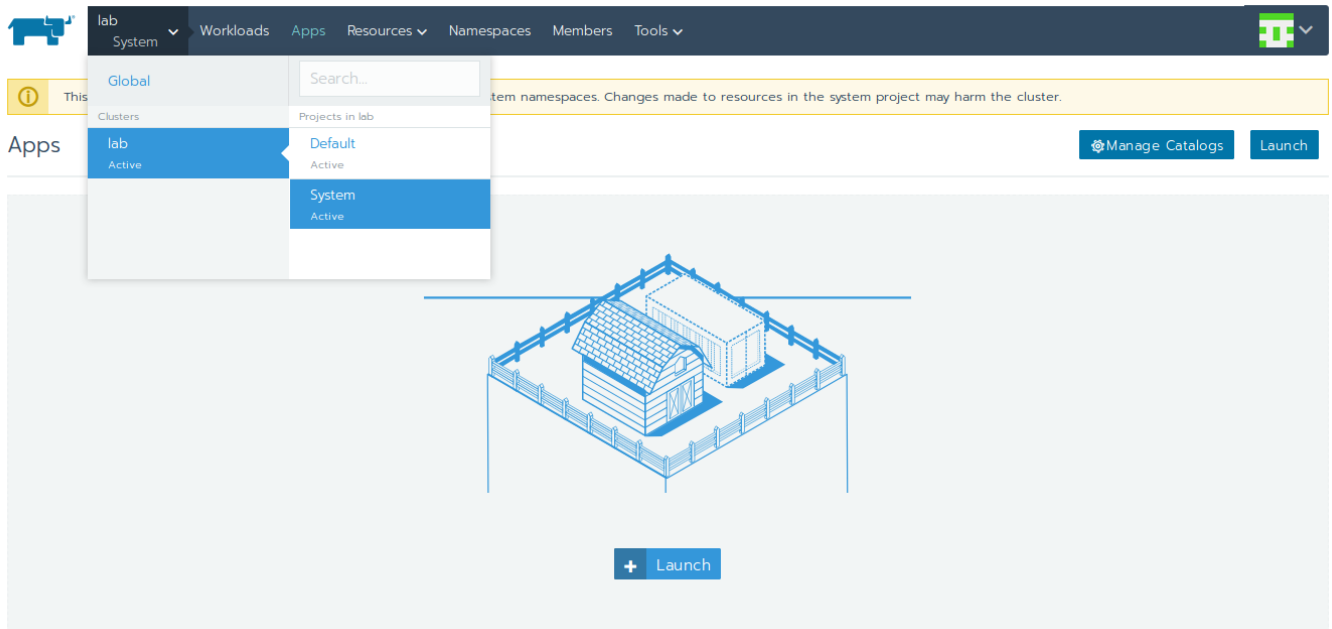 lab
System
Workloads
Apps
Resources
Namespaces
Members
Tools
Global
Search...
This
tem namespaces. Changes made to resources in the system project may harm the cluster.
Clusters
Projects in lab
Apps
lab
Active
Default
Active
Manage Catalogs
Launch
System
Active
Launch